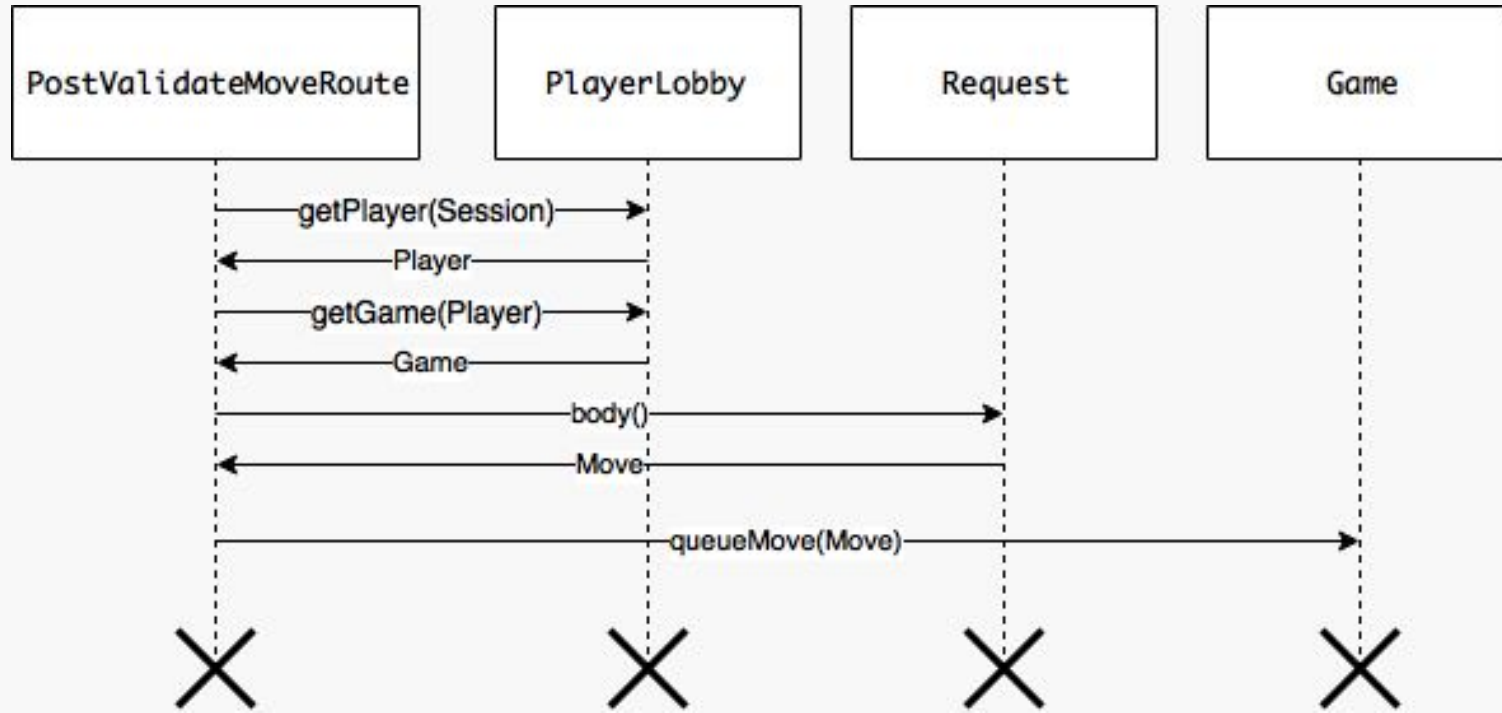 PostValidateMoveRoute
PlayerLobby
Request
Game
getPlayer(Session)
Player
getGame(Player)
Game
body()
Move
queueMove(Move)